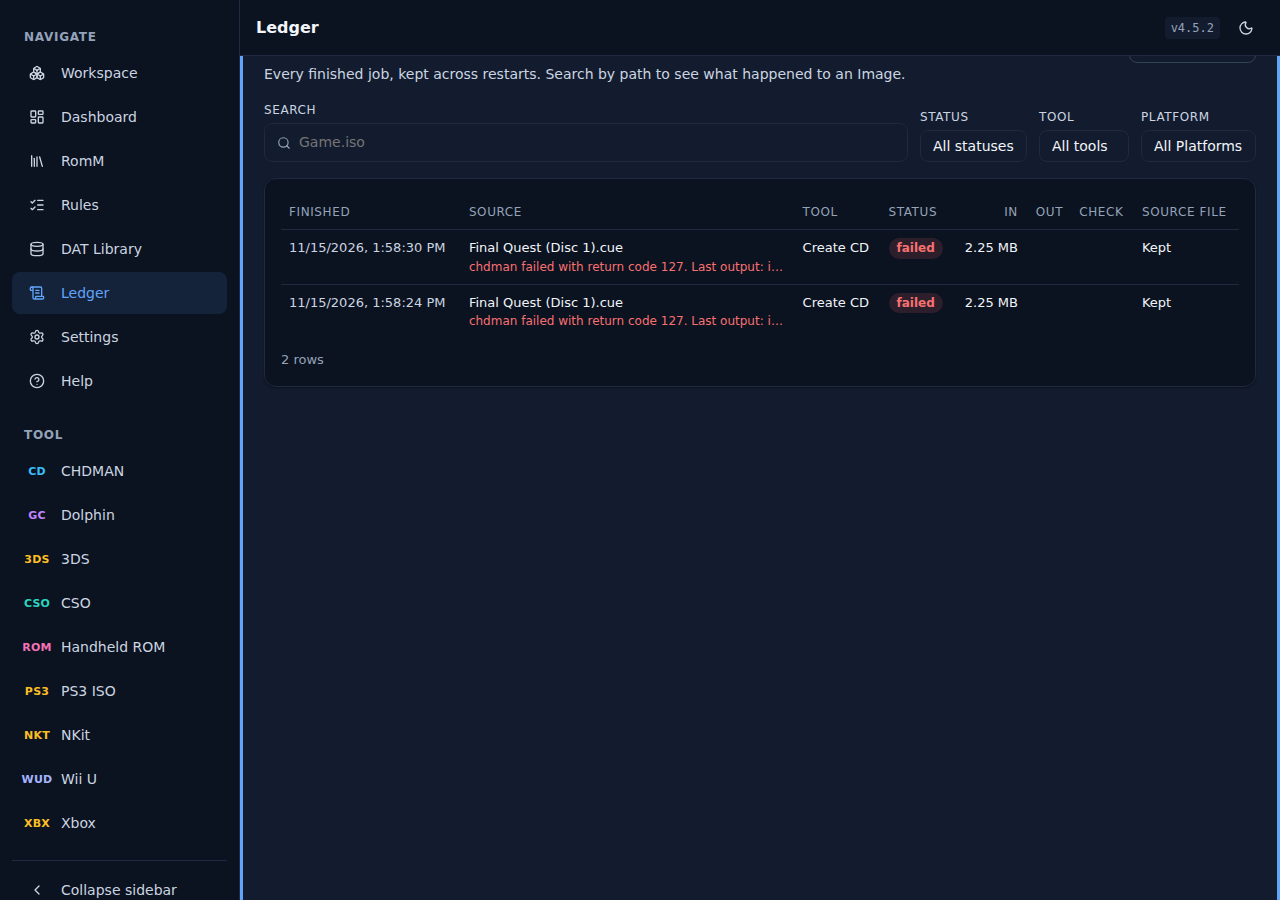 NAVIGATE
Workspace
Dashboard
RomM
Rules
DAT Library
Ledger
Settings
Help
TOOL
CD CHDMAN
GC Dolphin
3DS 3DS
CSO CSO
ROM Handheld ROM
PS3 PS3 ISO
NKT NKit
WUD Wii U
XBX Xbox
Collapse sidebar
Ledger
v4.5.2
Every finished job, kept across restarts. Search by path to see what happened to an Image.
SEARCH
Game.iso
STATUS
All statuses
TOOL
All tools
PLATFORM
All Platforms
FINISHED SOURCE TOOL STATUS IN OUT CHECK SOURCE FILE
11/15/2026, 1:58:30 PM Final Quest (Disc 1).cue Create CD failed 2.25 MB Kept
chdman failed with return code 127. Last output: i...
11/15/2026, 1:58:24 PM Final Quest (Disc 1).cue Create CD failed 2.25 MB Kept
chdman failed with return code 127. Last output: i...
2 rows